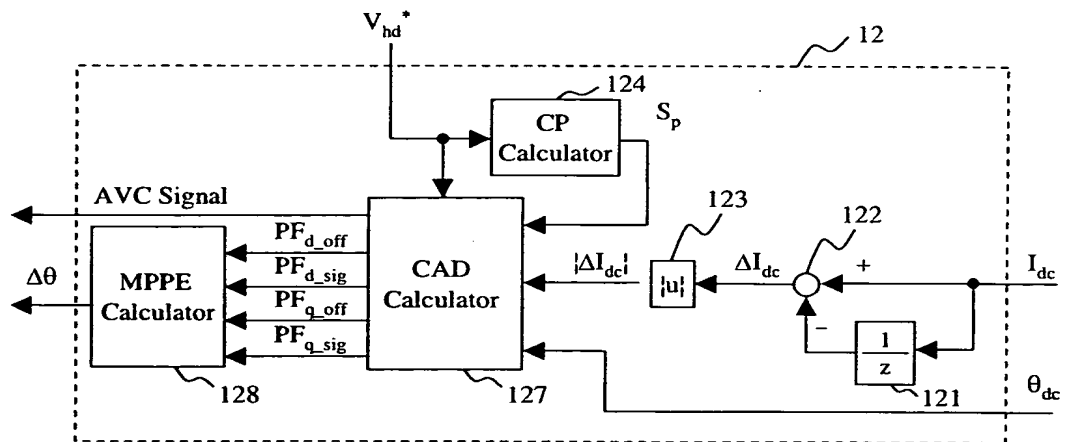 V_hd*
12
124
CP
Calculator
S_p
AVC Signal
PF_d_off
PF_d_sig
PF_q_off
PF_q_sig
MPPE
Calculator
Δθ
128
CAD
Calculator
127
|ΔI_dc|
123
|u|
ΔI_dc
122
+
−
I_dc
1
z
121
θ_dc